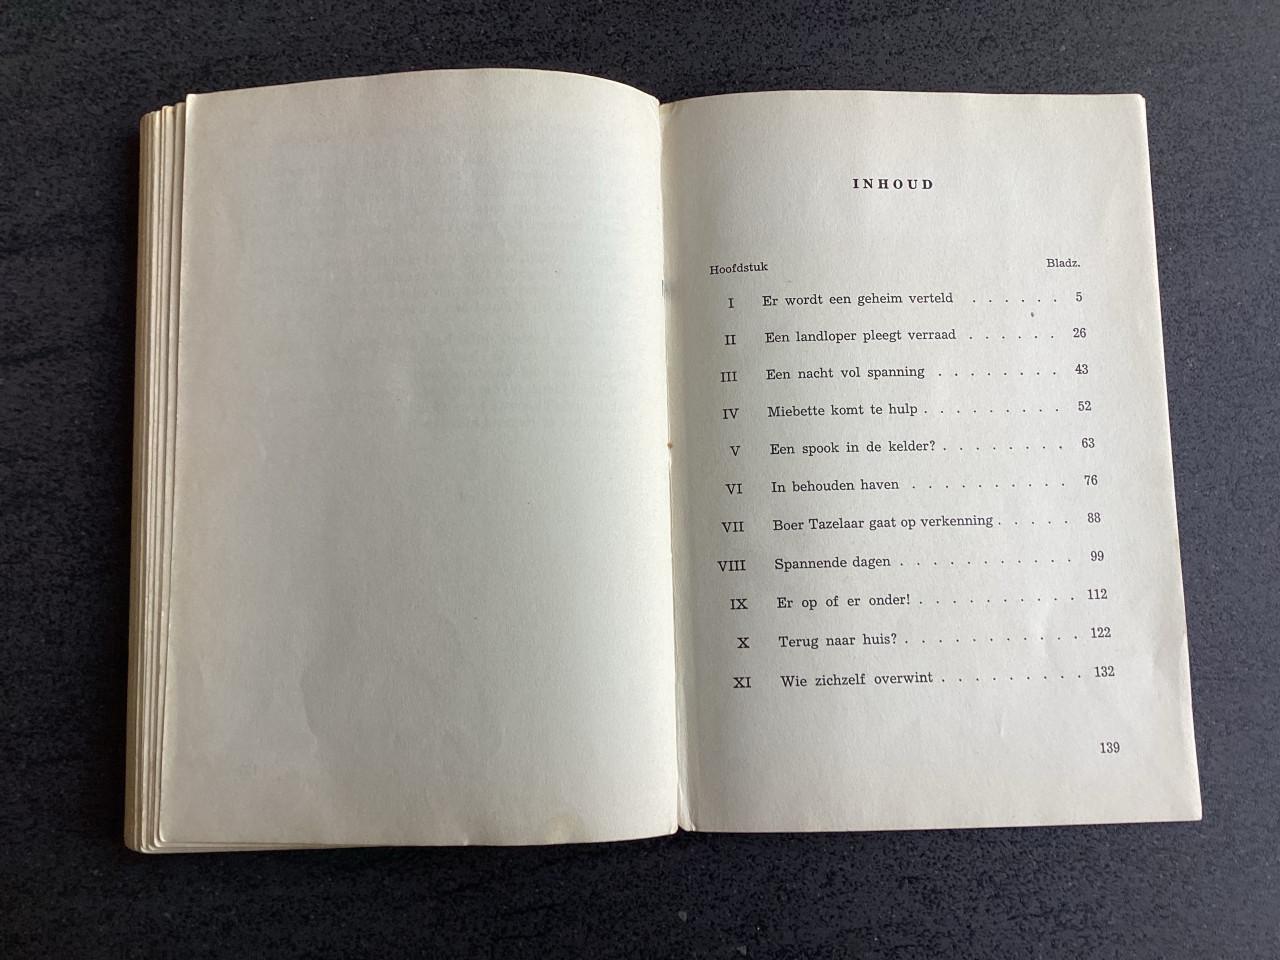 INHOUD
Hoofdstuk Bladz.
I Er wordt een geheim verteld . . . . . . 5
II Een landloper pleegt verraad . . . . . . 26
III Een nacht vol spanning . . . . . . . . 43
IV Miebette komt te hulp . . . . . . . . . 52
V Een spook in de kelder? . . . . . . . . 63
VI In behouden haven . . . . . . . . . . 76
VII Boer Tazelaar gaat op verkenning . . . . . 88
VIII Spannende dagen . . . . . . . . . . . 99
IX Er op of er onder! . . . . . . . . . . 112
X Terug naar huis? . . . . . . . . . . . 122
XI Wie zichzelf overwint . . . . . . . . . 132
139